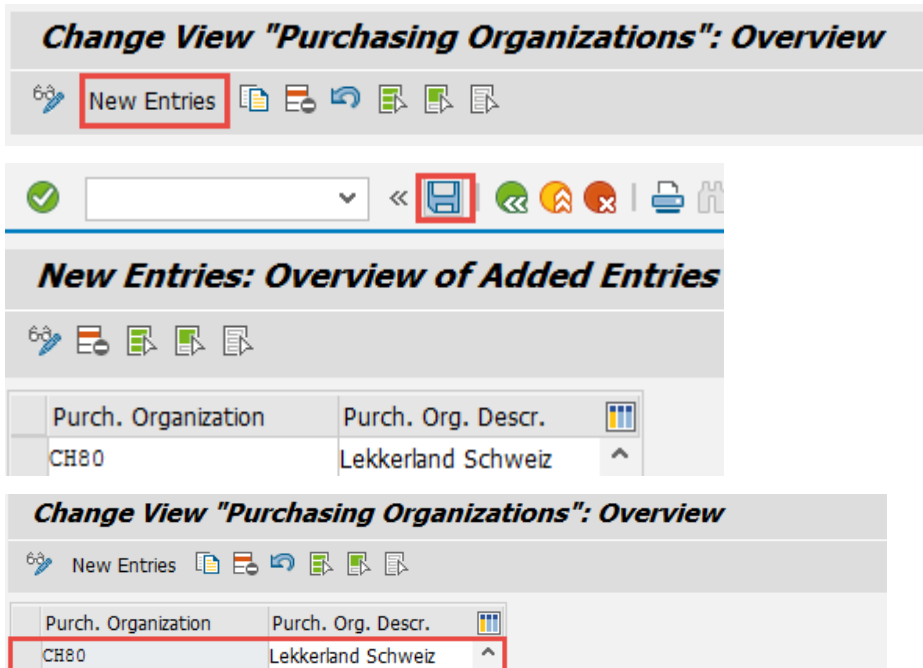 Change View "Purchasing Organizations": Overview
New Entries
New Entries: Overview of Added Entries
Purch. Organization Purch. Org. Descr.
CH80 Lekkerland Schweiz
Change View "Purchasing Organizations": Overview
New Entries
Purch. Organization Purch. Org. Descr.
CH80 Lekkerland Schweiz